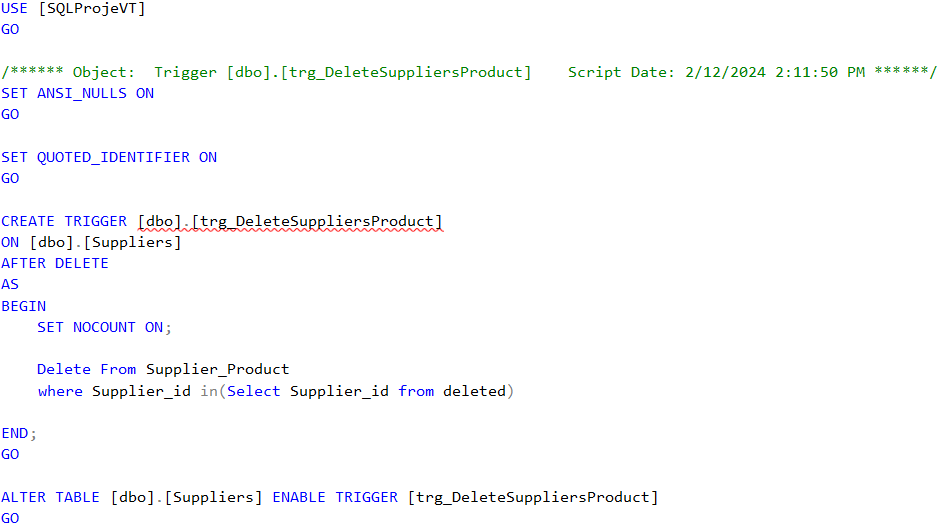 USE [SQLProjeVT]
GO
/****** Object:  Trigger [dbo].[trg_DeleteSuppliersProduct]    Script Date: 2/12/2024 2:11:50 PM ******/
SET ANSI_NULLS ON
GO
SET QUOTED_IDENTIFIER ON
GO
CREATE TRIGGER [dbo].[trg_DeleteSuppliersProduct]
ON [dbo].[Suppliers]
AFTER DELETE
AS
BEGIN
    SET NOCOUNT ON;
    Delete From Supplier_Product
    where Supplier_id in(Select Supplier_id from deleted)
END;
GO
ALTER TABLE [dbo].[Suppliers] ENABLE TRIGGER [trg_DeleteSuppliersProduct]
GO